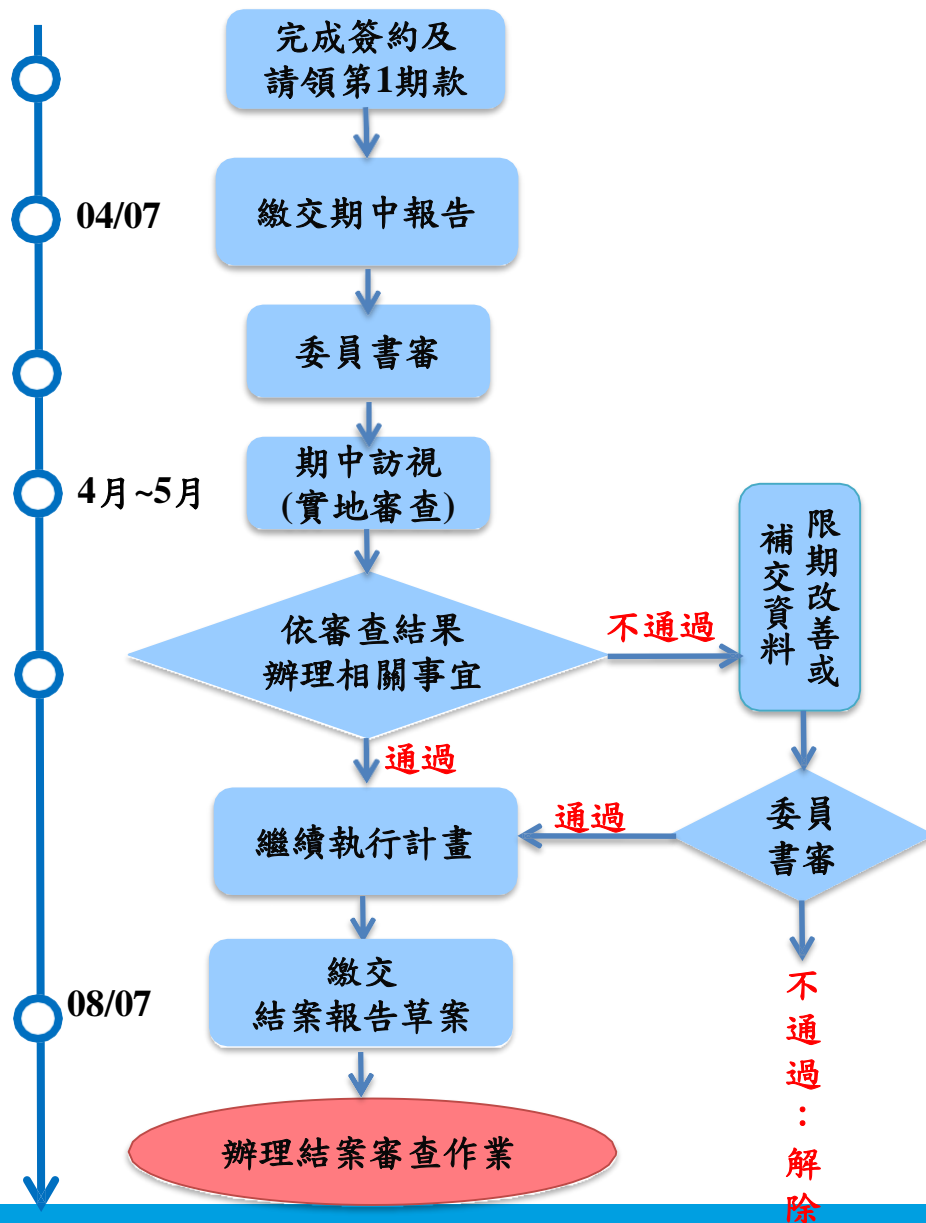 完成簽約及
請領第1期款
04/07
繳交期中報告
委員書審
4月~5月
期中訪視
(實地審查)
限期改善或
補交資料
依審查結果
辦理相關事宜
不通過
通過
繼續執行計畫
通過
委員
書審
08/07
繳交
結案報告草案
不通過：解除
辦理結案審查作業